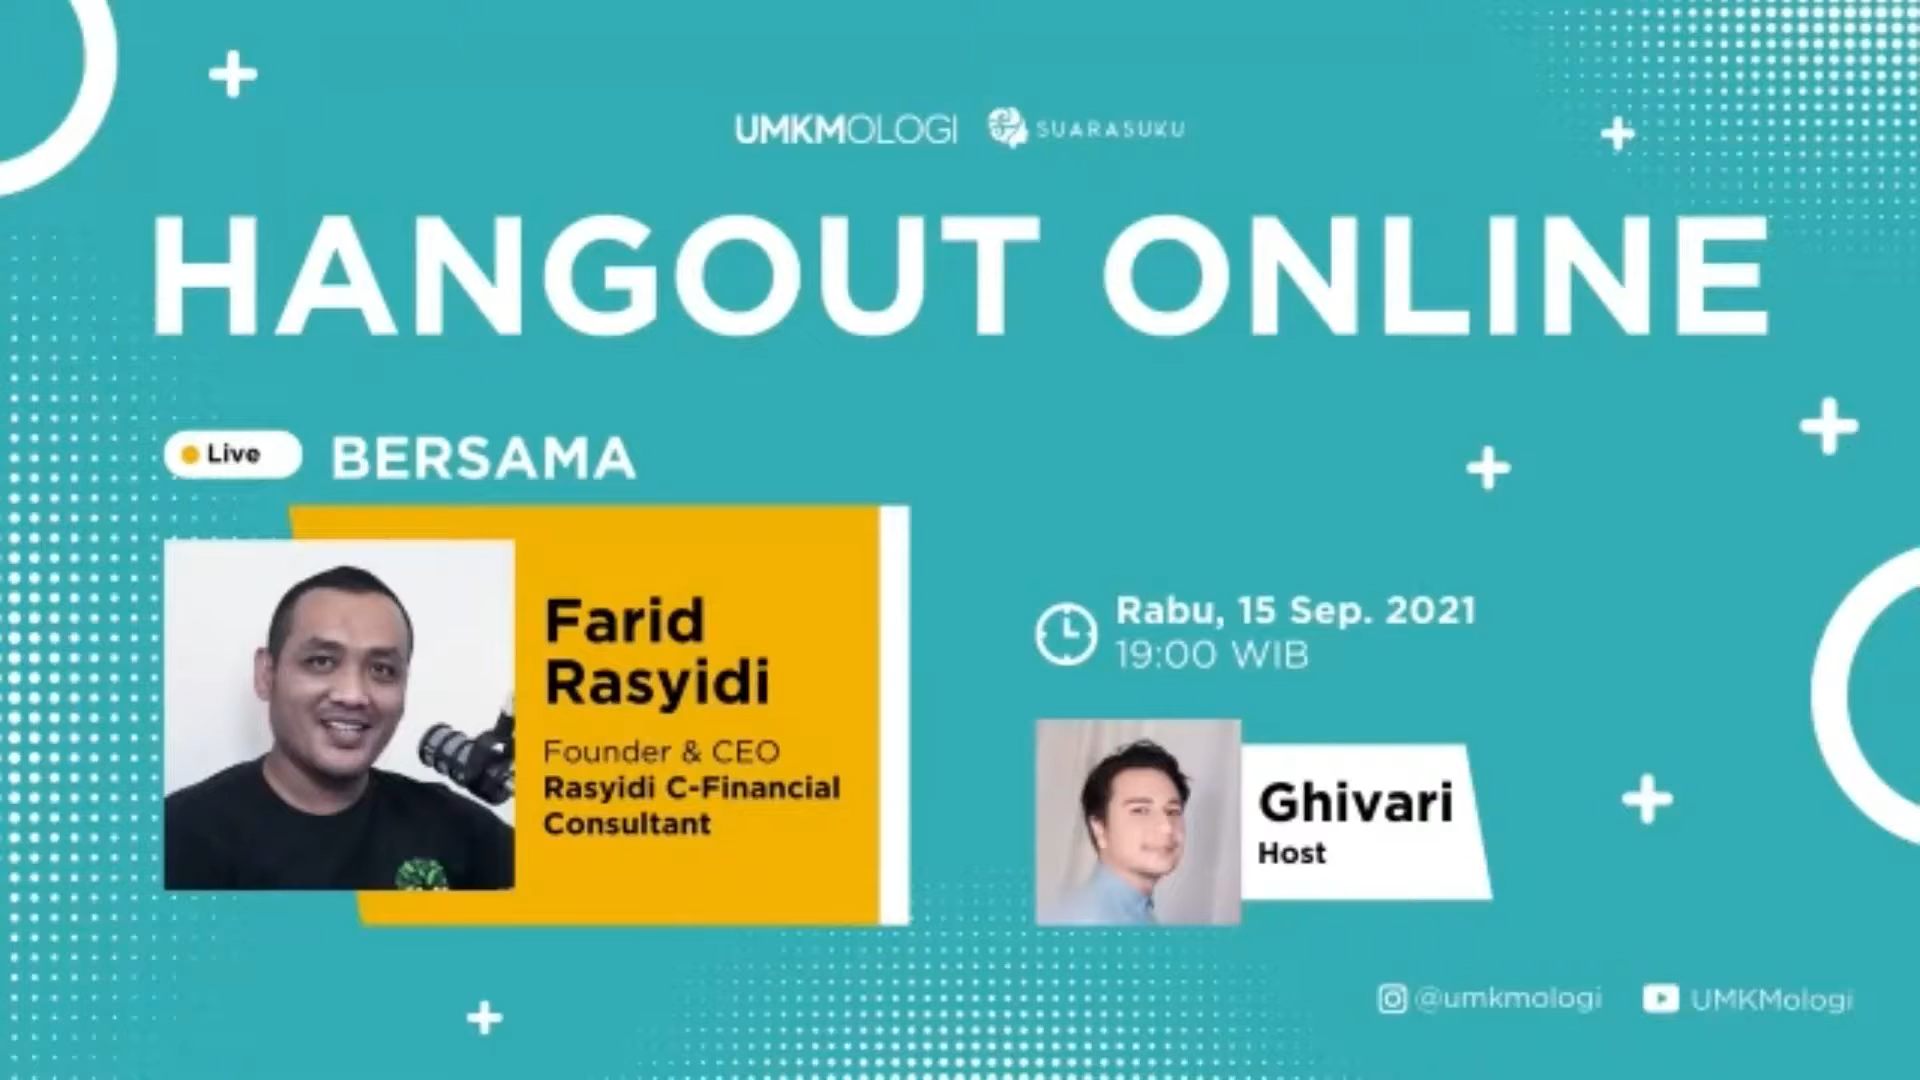 UMKMOLOGI SUARASUKU
HANGOUT ONLINE
Live BERSAMA
Farid
Rasyidi
Founder & CEO
Rasyidi C-Financial
Consultant
Rabu, 15 Sep. 2021
19:00 WIB
Ghivari
Host
@umkmologi UMKMologi